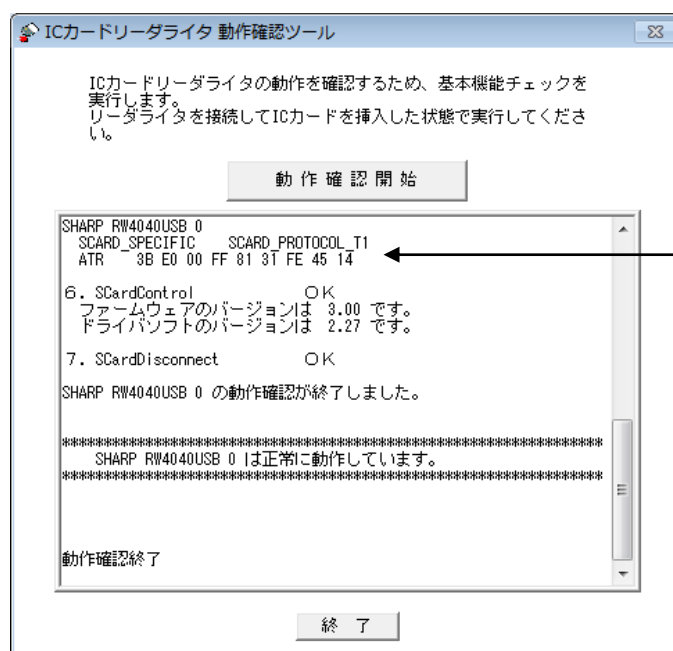 ICカードリーダライタ 動作確認ツール
ICカードリーダライタの動作を確認するため、基本機能チェックを
実行します。
リーダライタを接続してICカードを挿入した状態で実行してくださ
い。
動 作 確 認 開 始
SHARP RW4040USB 0
SCARD_SPECIFIC SCARD_PROTOCOL_T1
ATR 3B E0 00 FF 81 31 FE 45 14
6. SCardControl OK
ファームウェアのバージョンは 3.00 です。
ドライバソフトのバージョンは 2.27 です。
7. SCardDisconnect OK
SHARP RW4040USB 0 の動作確認が終了しました。
******************************************************************
SHARP RW4040USB 0 は正常に動作しています。
******************************************************************
動作確認終了
終 了